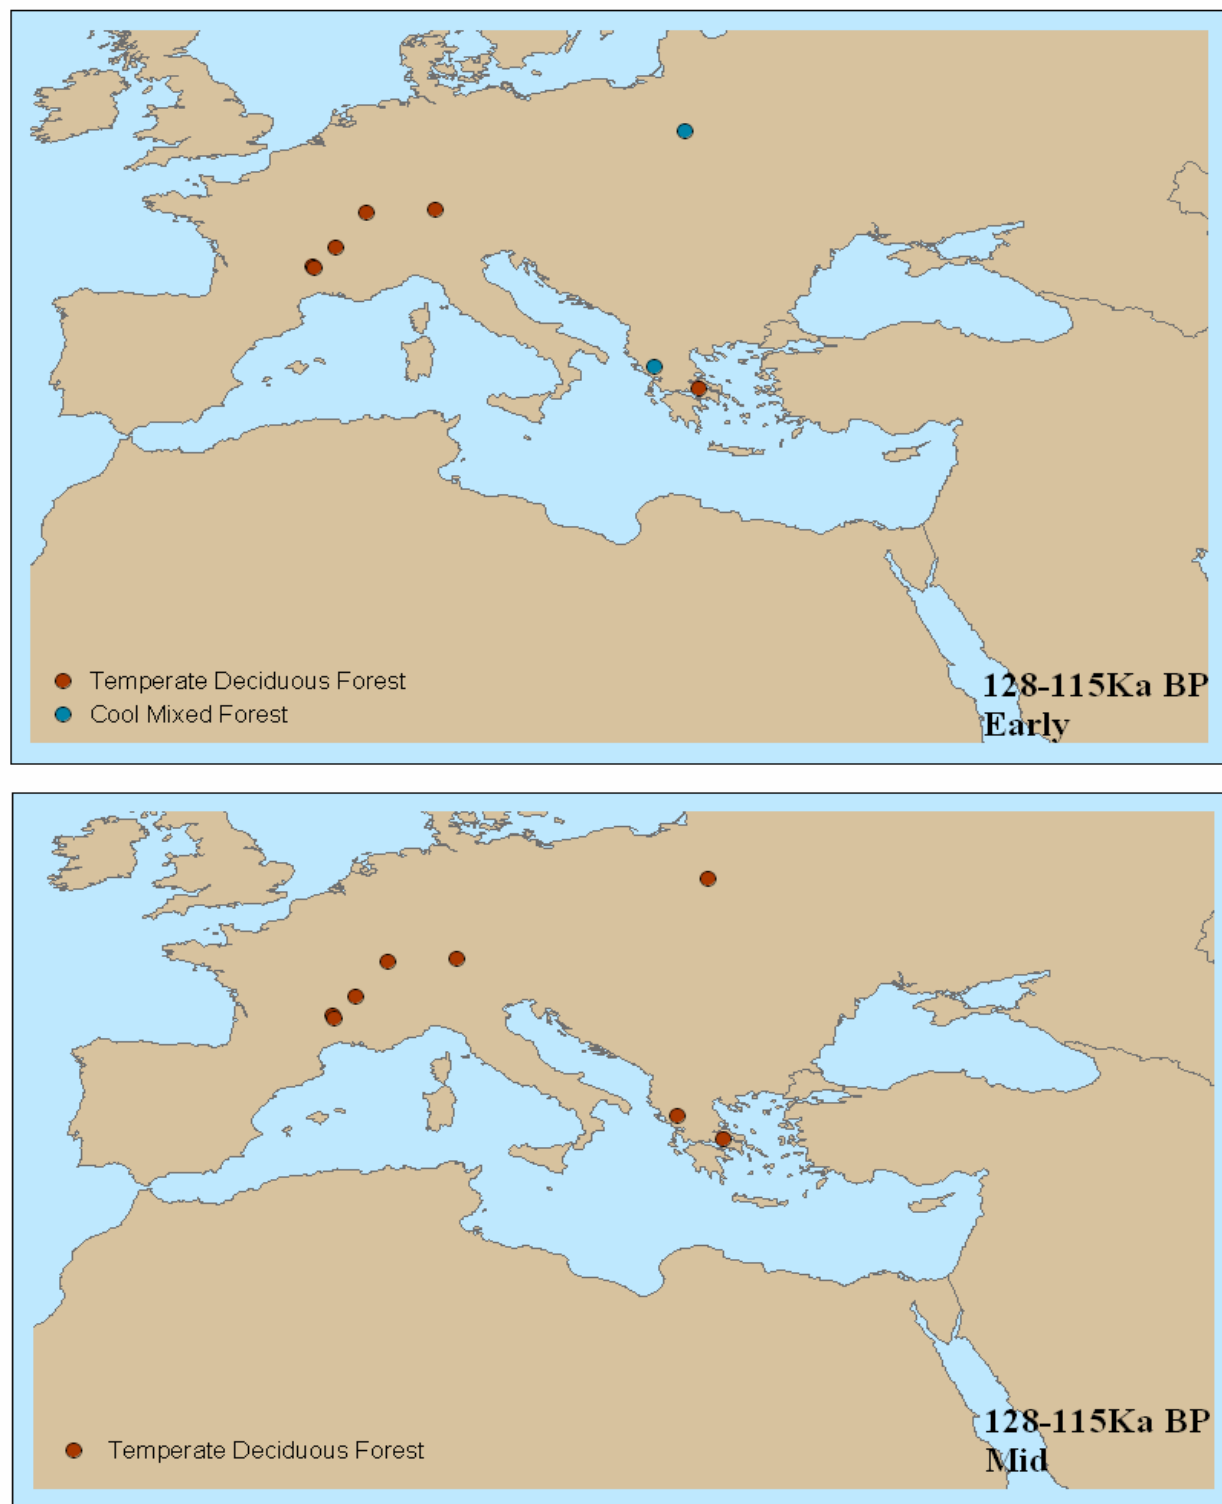 Temperate Deciduous Forest
Cool Mixed Forest
128-115Ka BP
Early
Temperate Deciduous Forest
128-115Ka BP
Mid